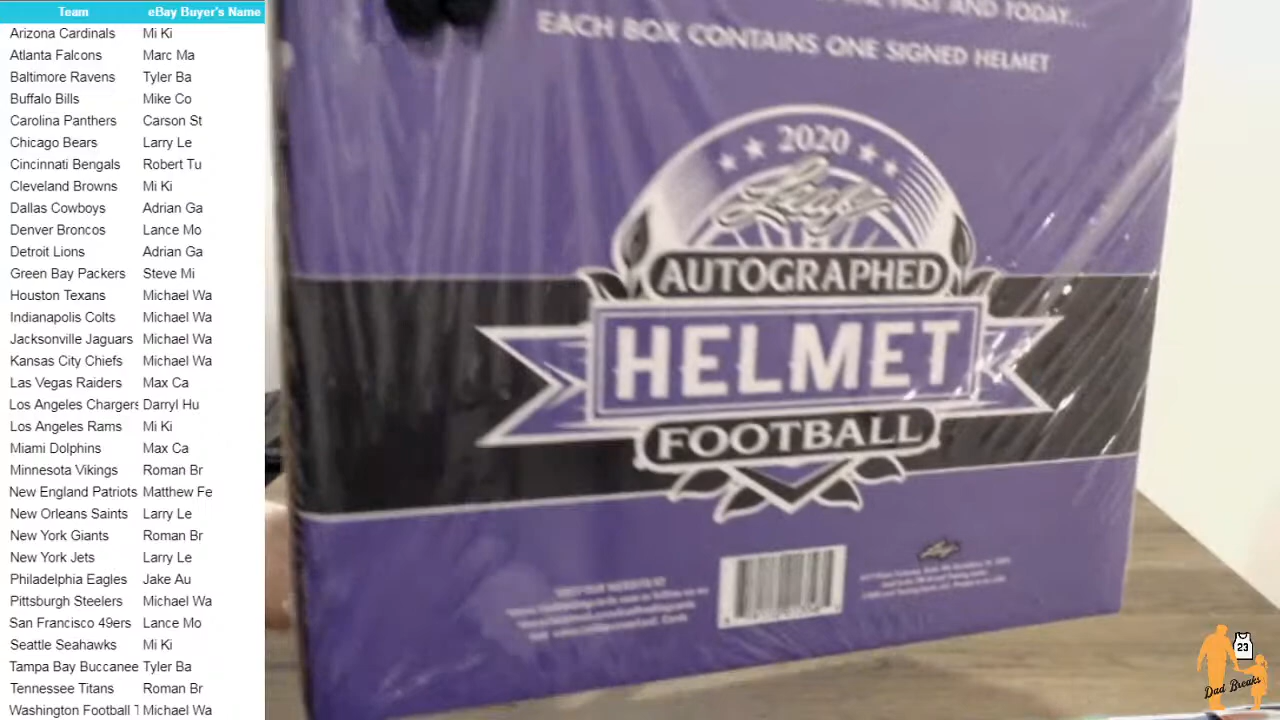 Team eBay Buyer's Name
Arizona Cardinals Mi Ki
Atlanta Falcons Marc Ma
Baltimore Ravens Tyler Ba
Buffalo Bills Mike Co
Carolina Panthers Carson St
Chicago Bears Larry Le
Cincinnati Bengals Robert Tu
Cleveland Browns Mi Ki
Dallas Cowboys Adrian Ga
Denver Broncos Lance Mo
Detroit Lions Adrian Ga
Green Bay Packers Steve Mi
Houston Texans Michael Wa
Indianapolis Colts Michael Wa
Jacksonville Jaguars Michael Wa
Kansas City Chiefs Michael Wa
Las Vegas Raiders Max Ca
Los Angeles Chargers Darryl Hu
Los Angeles Rams Mi Ki
Miami Dolphins Max Ca
Minnesota Vikings Roman Br
New England Patriots Matthew Fe
New Orleans Saints Larry Le
New York Giants Roman Br
New York Jets Larry Le
Philadelphia Eagles Jake Au
Pittsburgh Steelers Michael Wa
San Francisco 49ers Lance Mo
Seattle Seahawks Mi Ki
Tampa Bay Buccanee Tyler Ba
Tennessee Titans Roman Br
Washington Football T Michael Wa
PAST AND TODAY...
EACH BOX CONTAINS ONE SIGNED HELMET
2020
Leaf
AUTOGRAPHED
HELMET
FOOTBALL
Leaf
23
Dad Breaks